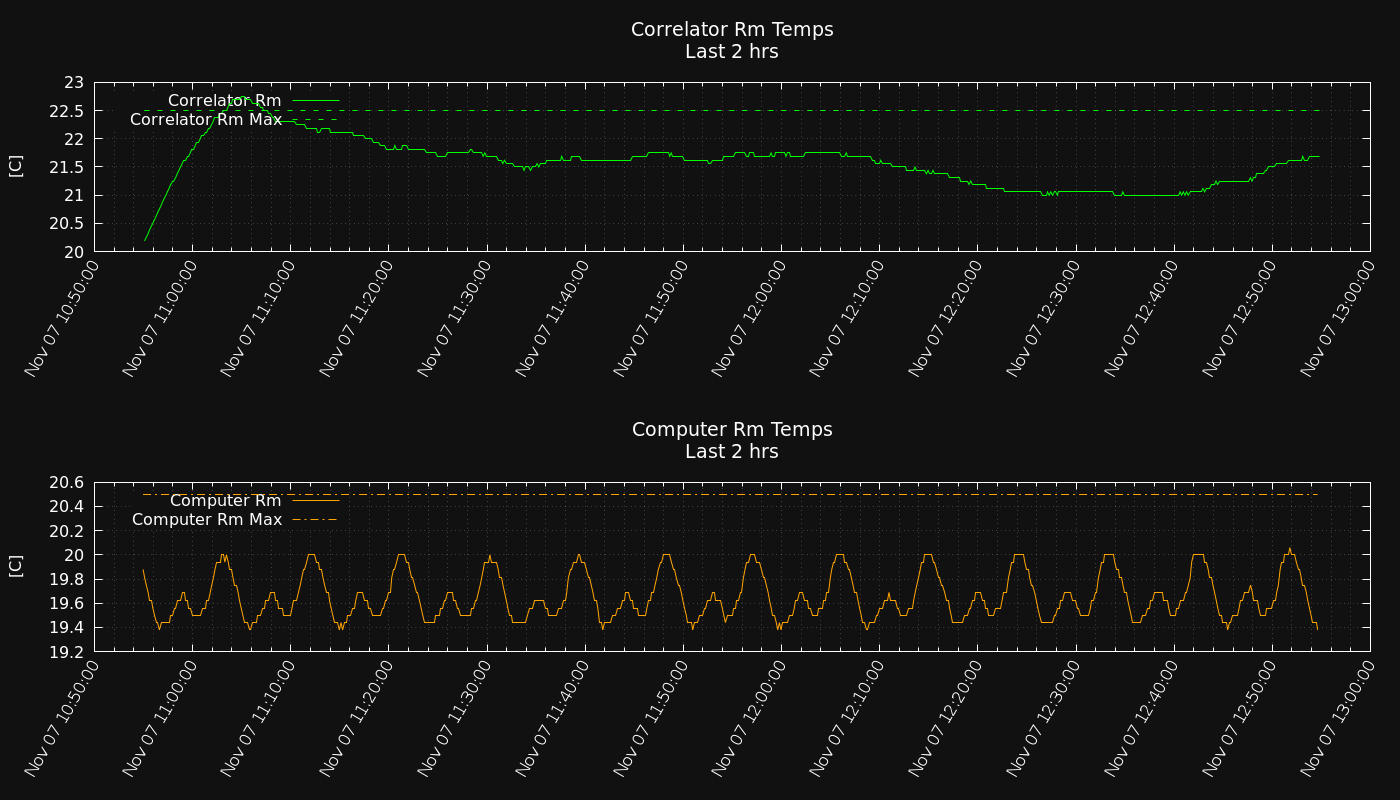 Correlator Rm Temps
Last 2 hrs
[C]
23
22.5
22
21.5
21
20.5
20
Correlator Rm
Correlator Rm Max
Nov 07 10:50:00
Nov 07 11:00:00
Nov 07 11:10:00
Nov 07 11:20:00
Nov 07 11:30:00
Nov 07 11:40:00
Nov 07 11:50:00
Nov 07 12:00:00
Nov 07 12:10:00
Nov 07 12:20:00
Nov 07 12:30:00
Nov 07 12:40:00
Nov 07 12:50:00
Nov 07 13:00:00
Computer Rm Temps
Last 2 hrs
[C]
20.6
20.4
20.2
20
19.8
19.6
19.4
19.2
Computer Rm
Computer Rm Max
Nov 07 10:50:00
Nov 07 11:00:00
Nov 07 11:10:00
Nov 07 11:20:00
Nov 07 11:30:00
Nov 07 11:40:00
Nov 07 11:50:00
Nov 07 12:00:00
Nov 07 12:10:00
Nov 07 12:20:00
Nov 07 12:30:00
Nov 07 12:40:00
Nov 07 12:50:00
Nov 07 13:00:00